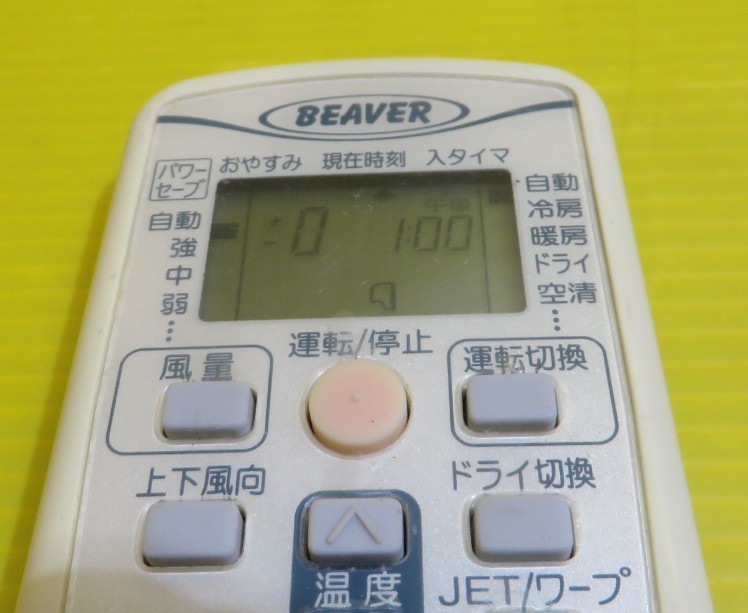 BEAVER
パワー
セーブ
おやすみ 現在時刻 入タイマ
自動
強
中
弱
⋮
午後
+
- 0 1:00
自動
冷房
暖房
ドライ
空清
⋮
運転/停止
風量
運転切換
上下風向
ドライ切換
温度
JET/ワープ